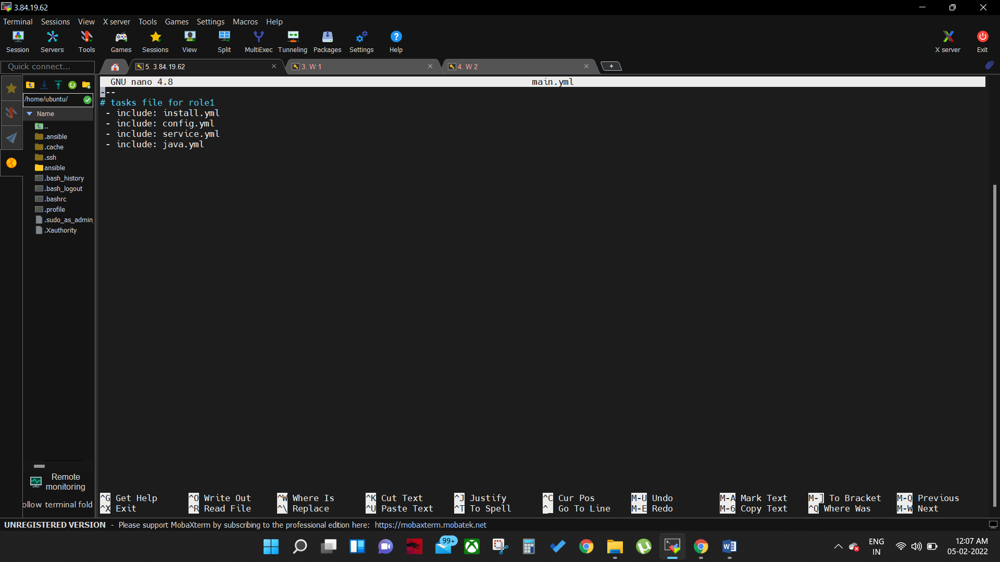 3.84.19.62
Terminal Sessions View X server Tools Games Settings Macros Help
Session Servers Tools Games Sessions View Split MultiExec Tunneling Packages Settings Help X server Exit
Quick connect...
5. 3.84.19.62
3. W 1
4. W 2
/home/ubuntu/
Name
..
.ansible
.cache
.ssh
ansible
.bash_history
.bash_logout
.bashrc
.profile
.sudo_as_admin_
.Xauthority
Remote
monitoring
ollow terminal fold
GNU nano 4.8 main.yml
---
# tasks file for role1
- include: install.yml
- include: config.yml
- include: service.yml
- include: java.yml
^G Get Help ^O Write Out ^W Where Is ^K Cut Text ^J Justify ^C Cur Pos M-U Undo M-A Mark Text M-] To Bracket M-Q Previous
^X Exit ^R Read File ^\ Replace ^U Paste Text ^T To Spell ^_ Go To Line M-E Redo M-6 Copy Text ^Q Where Was M-W Next
UNREGISTERED VERSION - Please support MobaXterm by subscribing to the professional edition here: https://mobaxterm.mobatek.net
99+
ENG
IN
12:07 AM
05-02-2022